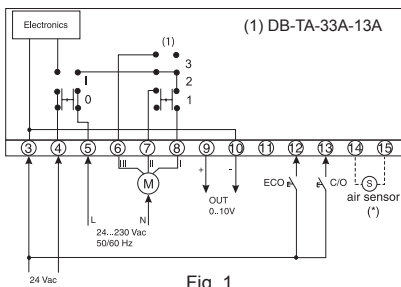 Electronics
(1) DB-TA-33A-13A
(1)
3
I
2
0
1
3 4 5 6 7 8 9 10 11 12 13 14 15
III II I
M
+ -
ECO C/O
S
L
N
OUT
0..10V
air sensor
(*)
24...230 Vac
50/60 Hz
24 Vac
Fig. 1